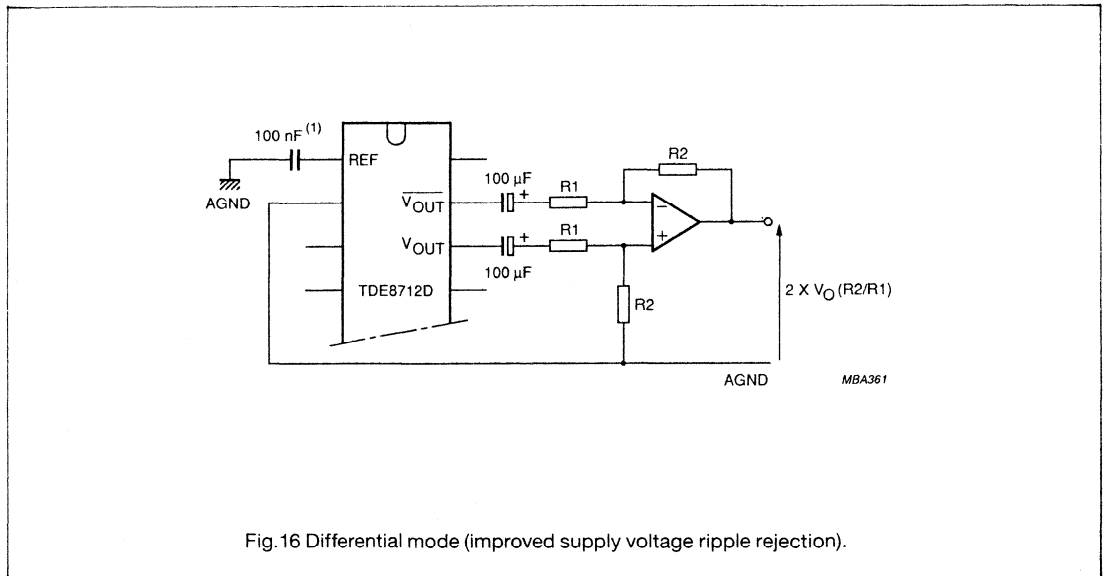 100 nF (1)
REF
AGND
V̅O̅U̅T̅
VOUT
TDE8712D
100 µF
+
R1
R2
−
+
R1
100 µF
+
R2
2 X VO (R2/R1)
AGND
MBA361
Fig.16 Differential mode (improved supply voltage ripple rejection).